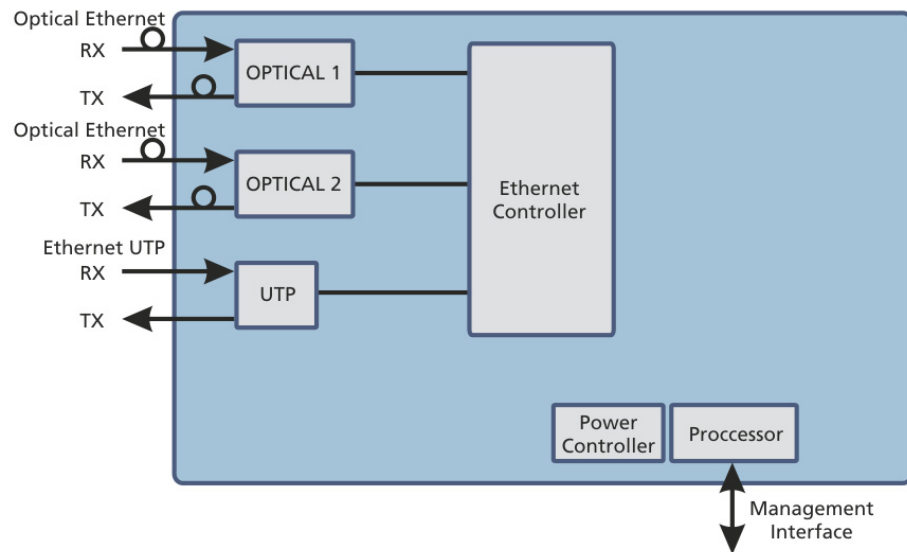 Optical Ethernet
RX
OPTICAL 1
TX
Optical Ethernet
RX
OPTICAL 2
TX
Ethernet UTP
RX
UTP
TX
Ethernet
Controller
Power
Controller
Proccessor
Management
Interface